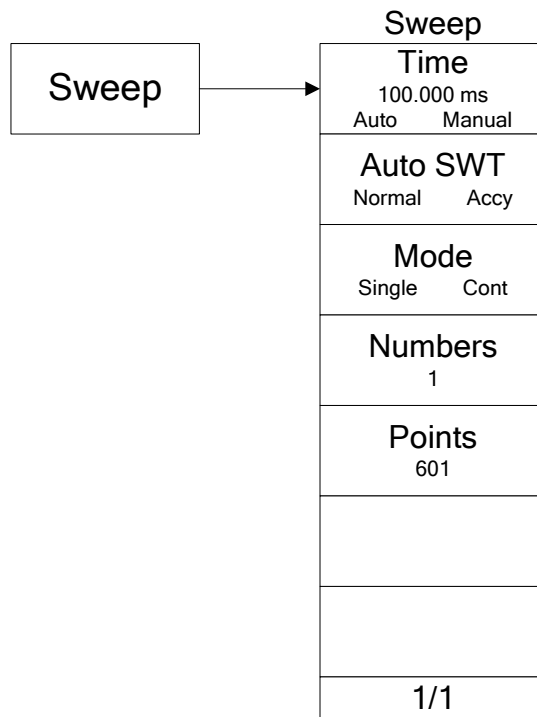 Sweep
Sweep
Time
100.000 ms
Auto Manual
Auto SWT
Normal Accy
Mode
Single Cont
Numbers
1
Points
601
1/1